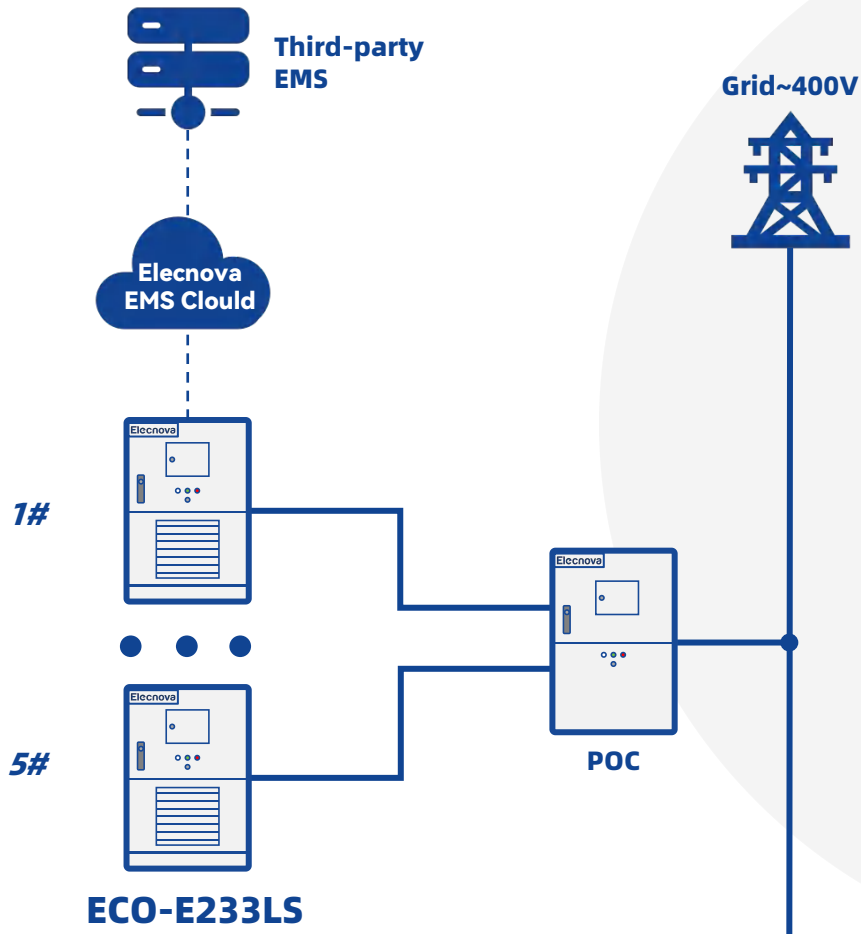 Third-party
EMS
Grid~400V
Elecnova
EMS Clould
Elecnova
1#
Elecnova
POC
Elecnova
5#
ECO-E233LS